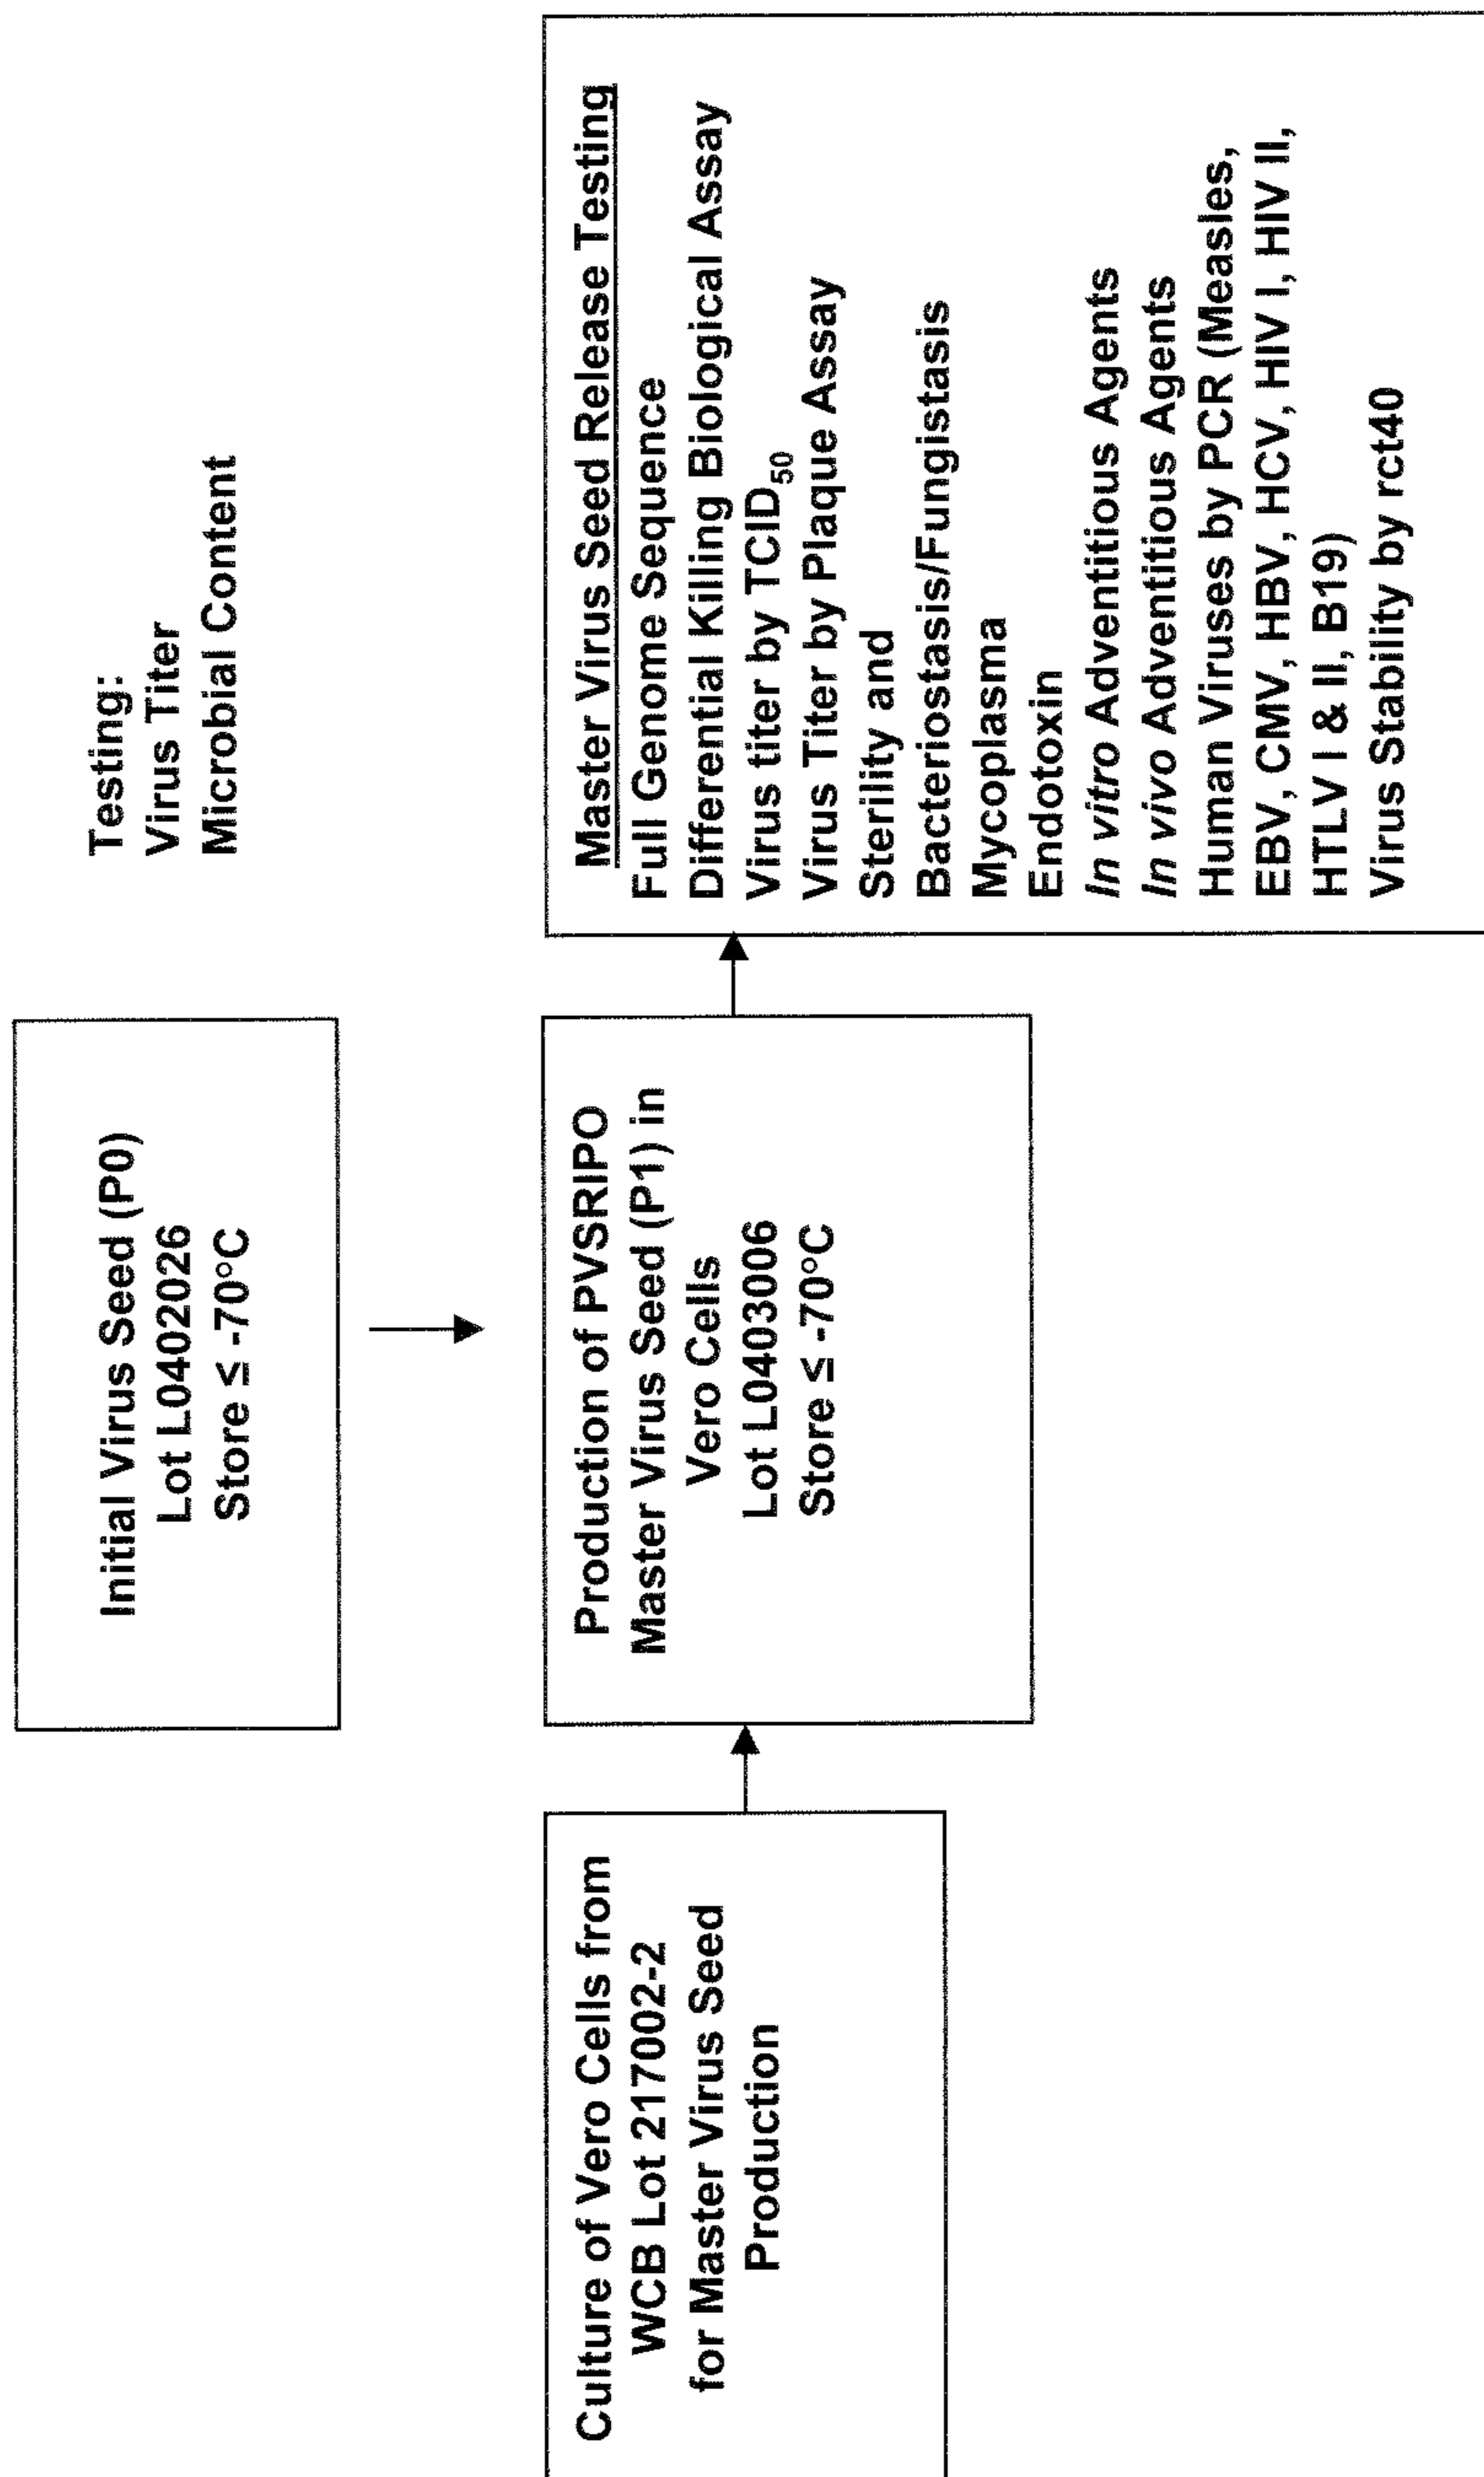 Initial Virus Seed (P0)
Lot L0402026
Store ≤ -70°C
Testing:
Virus Titer
Microbial Content
Culture of Vero Cells from
WCB Lot 217002-2
for Master Virus Seed
Production
Production of PVSRIPO
Master Virus Seed (P1) in
Vero Cells
Lot L0403006
Store ≤ -70°C
Master Virus Seed Release Testing
Full Genome Sequence
Differential Killing Biological Assay
Virus titer by TCID₅₀
Virus Titer by Plaque Assay
Sterility and
Bacteriostasis/Fungistasis
Mycoplasma
Endotoxin
In vitro Adventitious Agents
In vivo Adventitious Agents
Human Viruses by PCR (Measles,
EBV, CMV, HBV, HCV, HIV I, HIV II,
HTLV I & II, B19)
Virus Stability by rct40